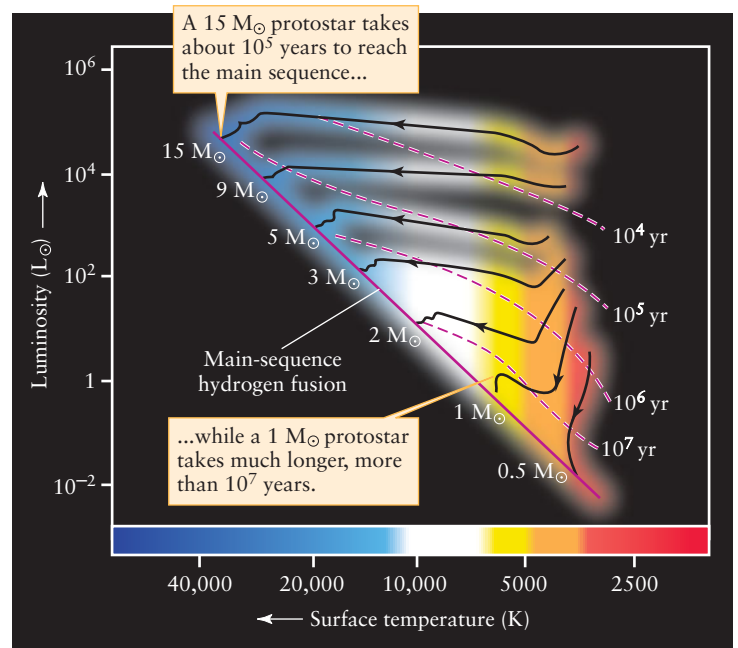 A 15 M☉ protostar takes
about 10⁵ years to reach
the main sequence...
Luminosity (L☉) →
10⁶
10⁴
10²
1
10⁻²
15 M☉
9 M☉
5 M☉
3 M☉
2 M☉
1 M☉
0.5 M☉
10⁴ yr
10⁵ yr
10⁶ yr
10⁷ yr
Main-sequence
hydrogen fusion
...while a 1 M☉ protostar
takes much longer, more
than 10⁷ years.
40,000
20,000
10,000
5000
2500
← Surface temperature (K)